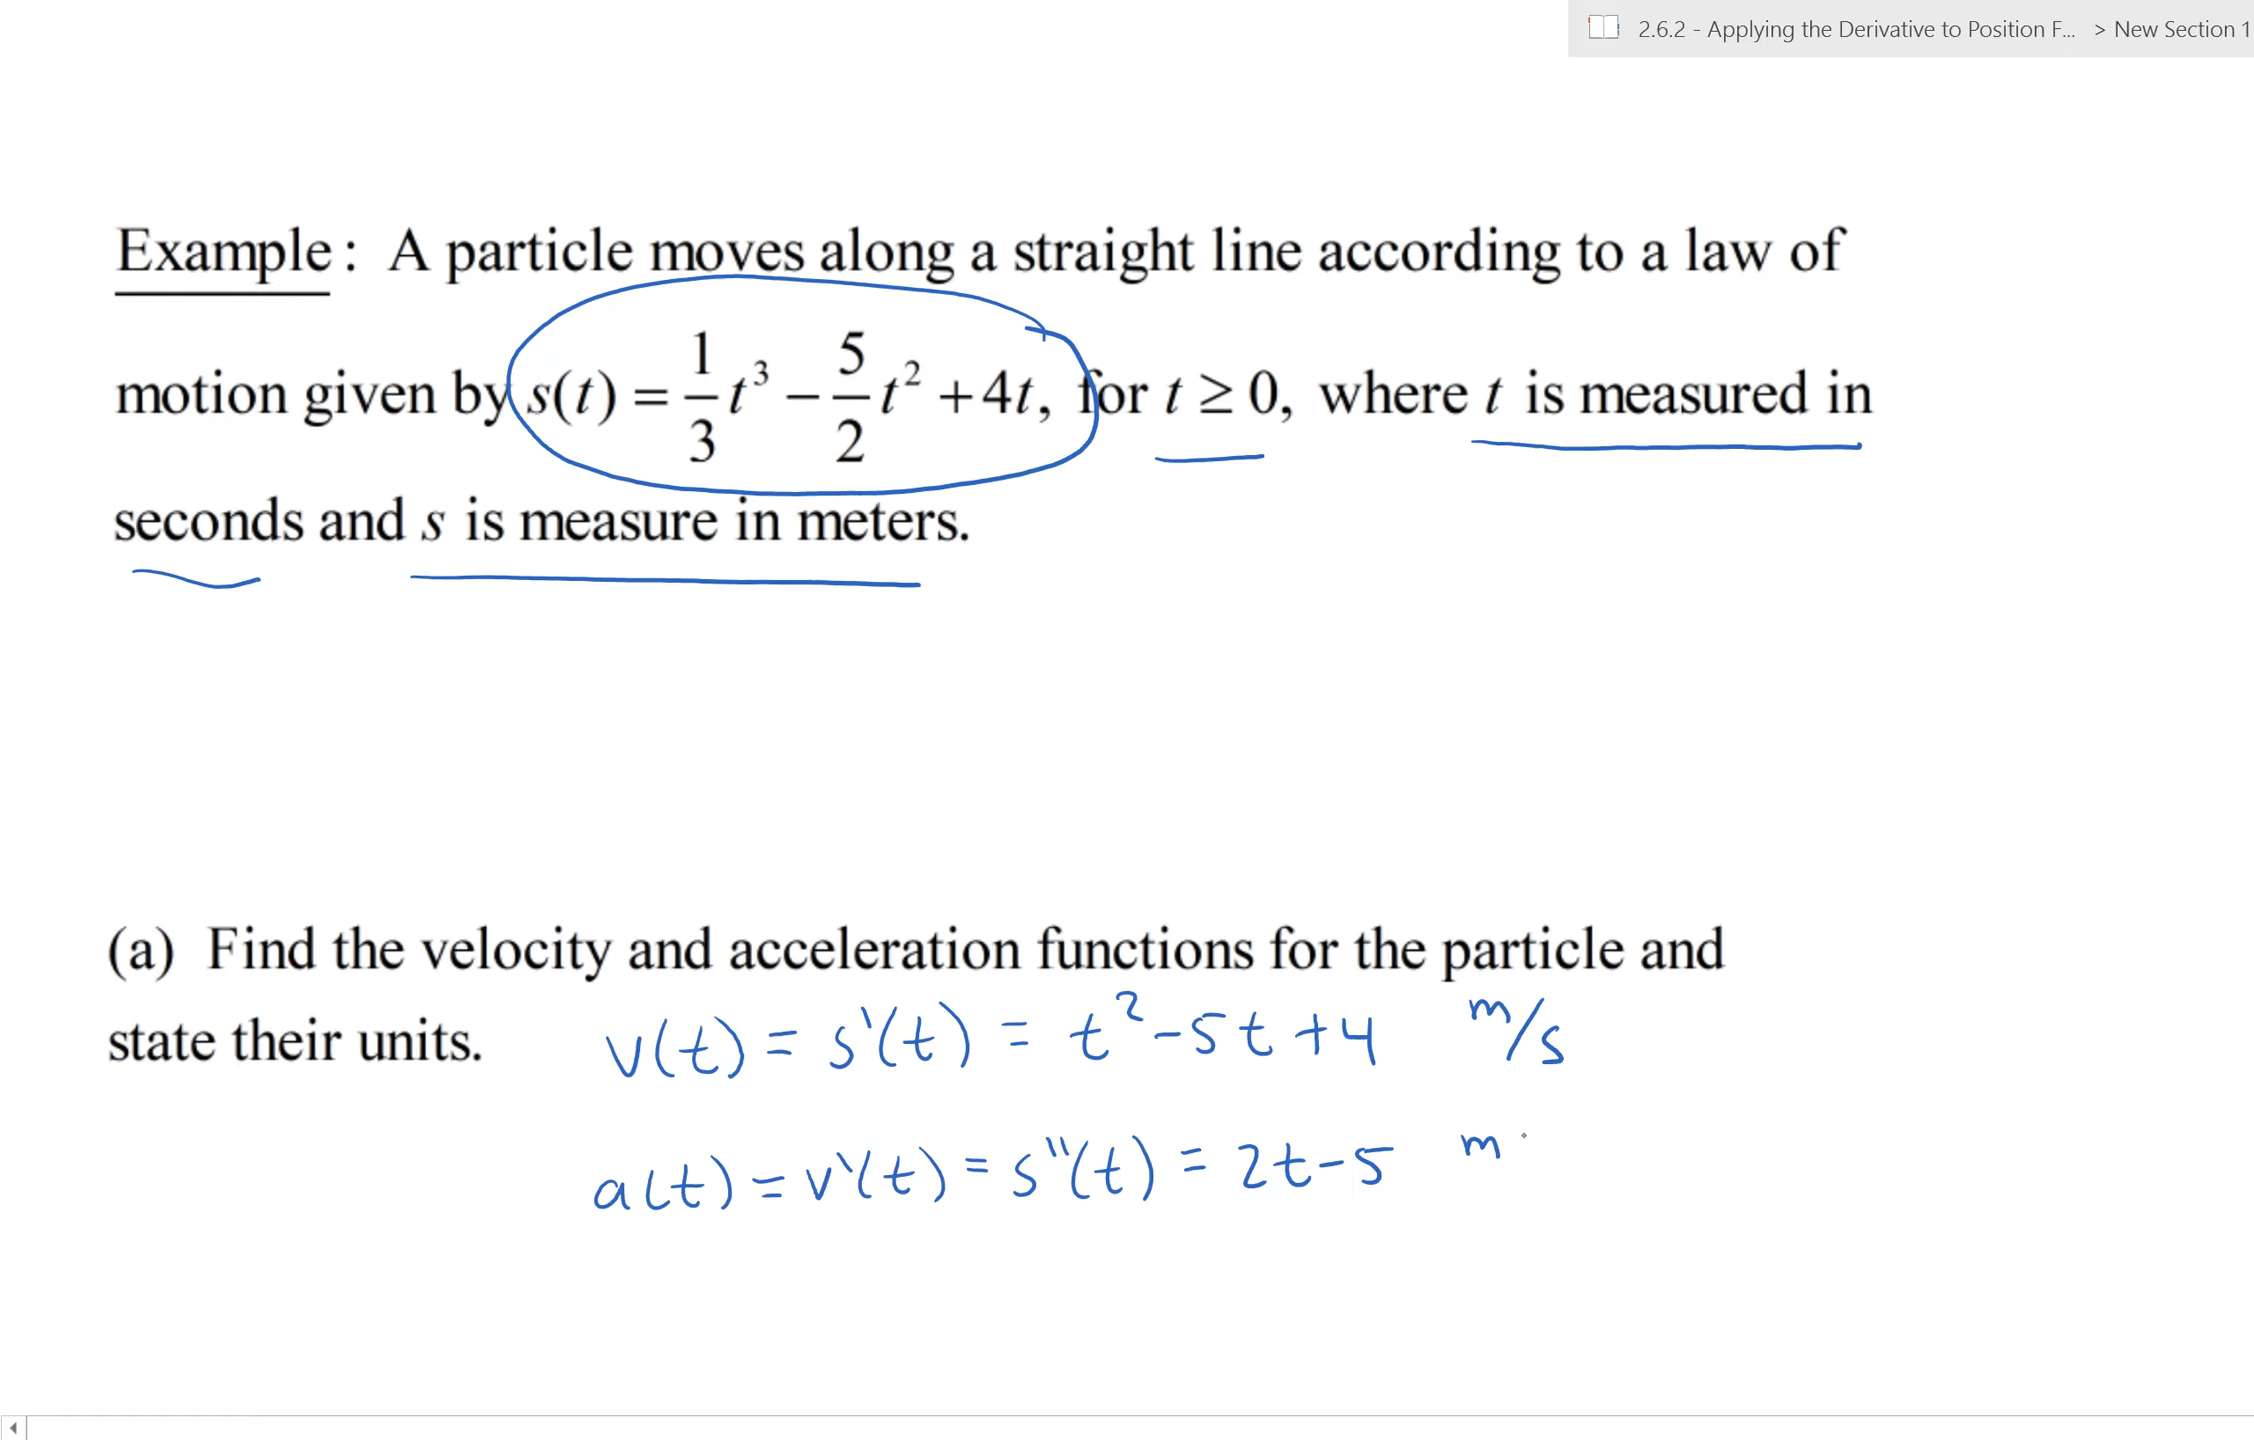 2.6.2 - Applying the Derivative to Position F... > New Section 1
Example: A particle moves along a straight line according to a law of
motion given by s(t) = 1/3 t³ − 5/2 t² + 4t, for t ≥ 0, where t is measured in
seconds and s is measure in meters.
(a) Find the velocity and acceleration functions for the particle and
state their units. v(t) = s'(t) = t² - 5t + 4 m/s
a(t) = v'(t) = s''(t) = 2t - 5 m